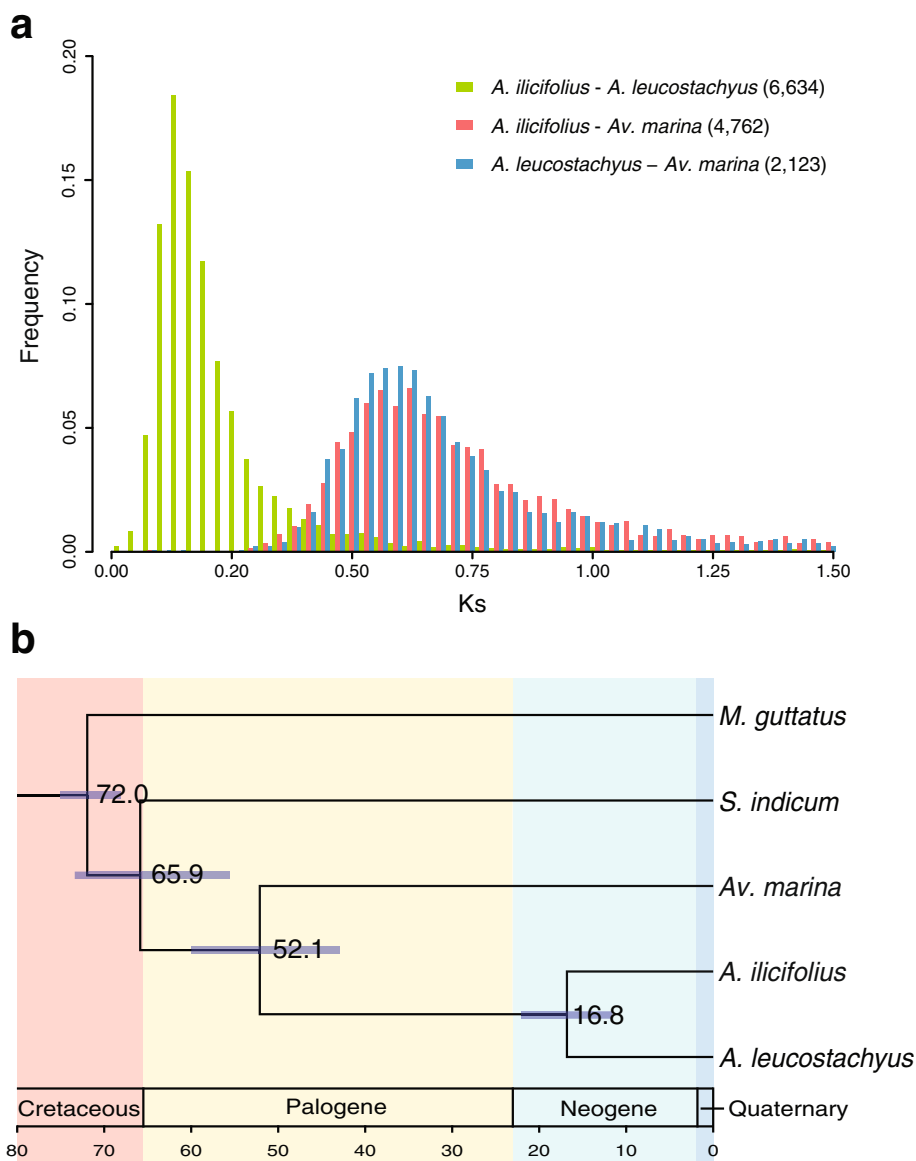 a
0.20
0.15
0.10
0.05
0.00
Frequency
A. ilicifolius - A. leucostachyus (6,634)
A. ilicifolius - Av. marina (4,762)
A. leucostachyus – Av. marina (2,123)
0.00 0.20 0.50 0.75 1.00 1.25 1.50
Ks
b
M. guttatus
72.0
S. indicum
65.9
Av. marina
52.1
A. ilicifolius
16.8
A. leucostachyus
Cretaceous Palogene Neogene Quaternary
80 70 60 50 40 30 20 10 0